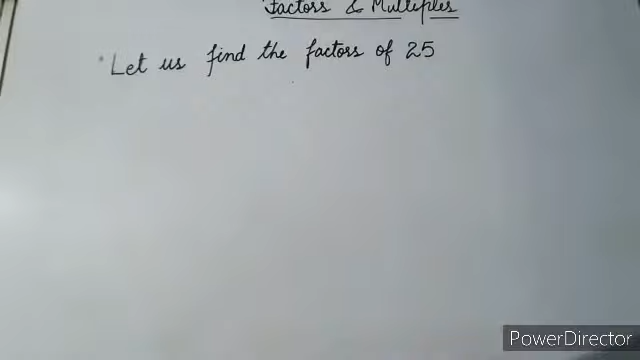 Factors & Multiples
Let us find the factors of 25
PowerDirector